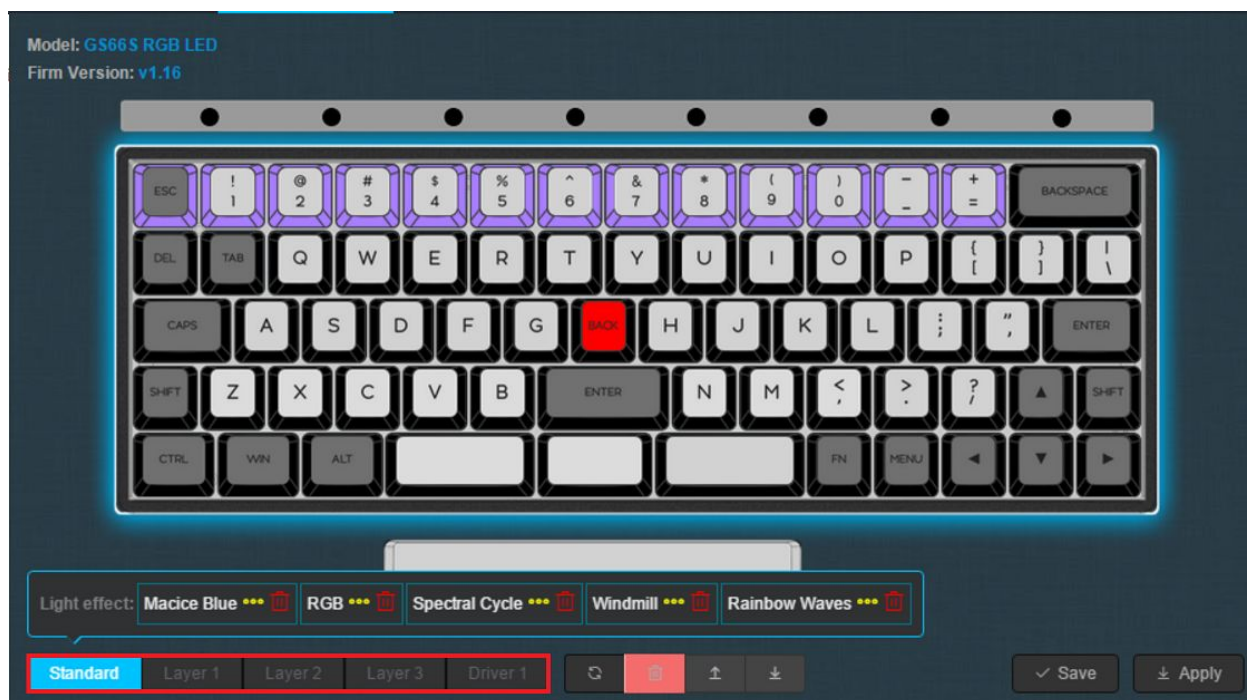 Model: GS66S RGB LED
Firm Version: v1.16
ESC ! 1 @ 2 # 3 $ 4 % 5 ^ 6 & 7 * 8 ( 9 ) 0 – _ + = BACKSPACE
DEL TAB Q W E R T Y U I O P { [ } ] | \
CAPS A S D F G BACK H J K L : ; " , ENTER
SHIFT Z X C V B ENTER N M < , > . ? / ▲ SHIFT
CTRL WIN ALT FN MENU ◀ ▼ ▶
Light effect: Macice Blue ••• RGB ••• Spectral Cycle ••• Windmill ••• Rainbow Waves •••
Standard Layer 1 Layer 2 Layer 3 Driver 1 Save Apply